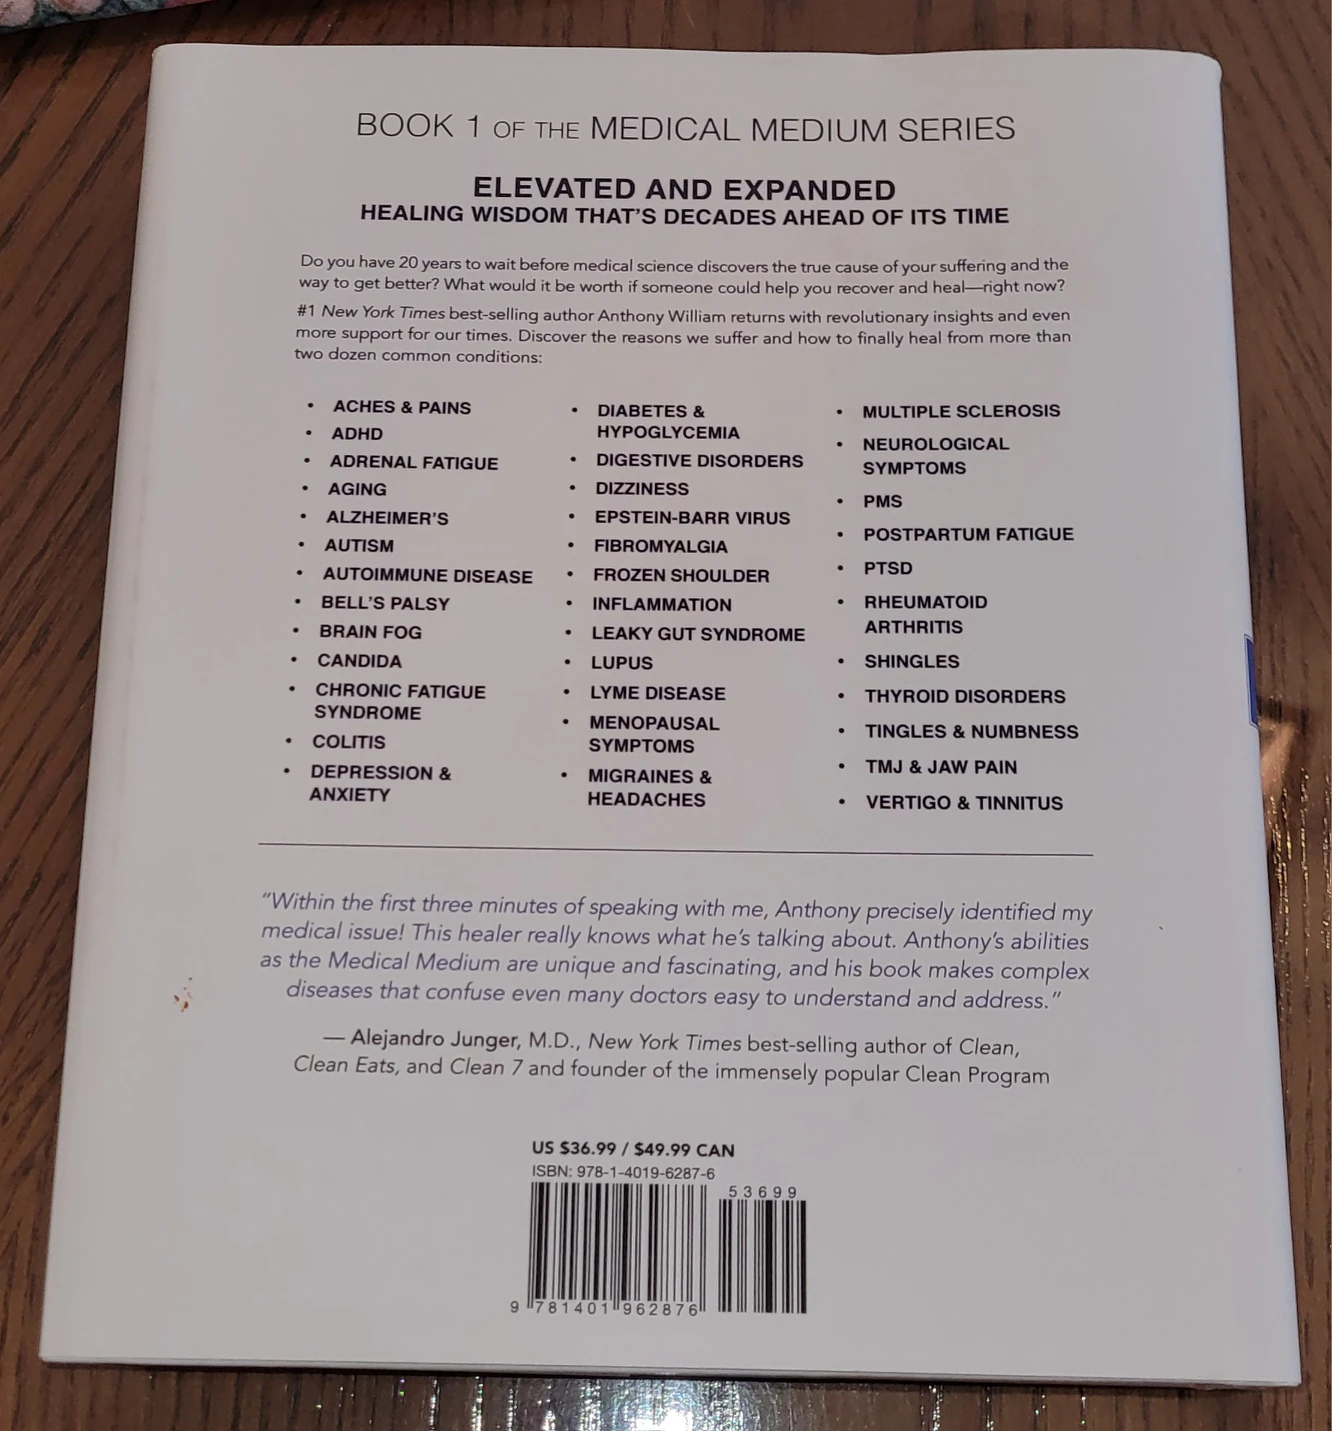 BOOK 1 OF THE MEDICAL MEDIUM SERIES
ELEVATED AND EXPANDED
HEALING WISDOM THAT'S DECADES AHEAD OF ITS TIME
Do you have 20 years to wait before medical science discovers the true cause of your suffering and the
way to get better? What would it be worth if someone could help you recover and heal—right now?
#1 New York Times best-selling author Anthony William returns with revolutionary insights and even
more support for our times. Discover the reasons we suffer and how to finally heal from more than
two dozen common conditions:
• ACHES & PAINS
• ADHD
• ADRENAL FATIGUE
• AGING
• ALZHEIMER'S
• AUTISM
• AUTOIMMUNE DISEASE
• BELL'S PALSY
• BRAIN FOG
• CANDIDA
• CHRONIC FATIGUE
SYNDROME
• COLITIS
• DEPRESSION &
ANXIETY
• DIABETES &
HYPOGLYCEMIA
• DIGESTIVE DISORDERS
• DIZZINESS
• EPSTEIN-BARR VIRUS
• FIBROMYALGIA
• FROZEN SHOULDER
• INFLAMMATION
• LEAKY GUT SYNDROME
• LUPUS
• LYME DISEASE
• MENOPAUSAL
SYMPTOMS
• MIGRAINES &
HEADACHES
• MULTIPLE SCLEROSIS
• NEUROLOGICAL
SYMPTOMS
• PMS
• POSTPARTUM FATIGUE
• PTSD
• RHEUMATOID
ARTHRITIS
• SHINGLES
• THYROID DISORDERS
• TINGLES & NUMBNESS
• TMJ & JAW PAIN
• VERTIGO & TINNITUS
"Within the first three minutes of speaking with me, Anthony precisely identified my
medical issue! This healer really knows what he's talking about. Anthony's abilities
as the Medical Medium are unique and fascinating, and his book makes complex
diseases that confuse even many doctors easy to understand and address."
— Alejandro Junger, M.D., New York Times best-selling author of Clean,
Clean Eats, and Clean 7 and founder of the immensely popular Clean Program
US $36.99 / $49.99 CAN
ISBN: 978-1-4019-6287-6
53699
9 781401 962876